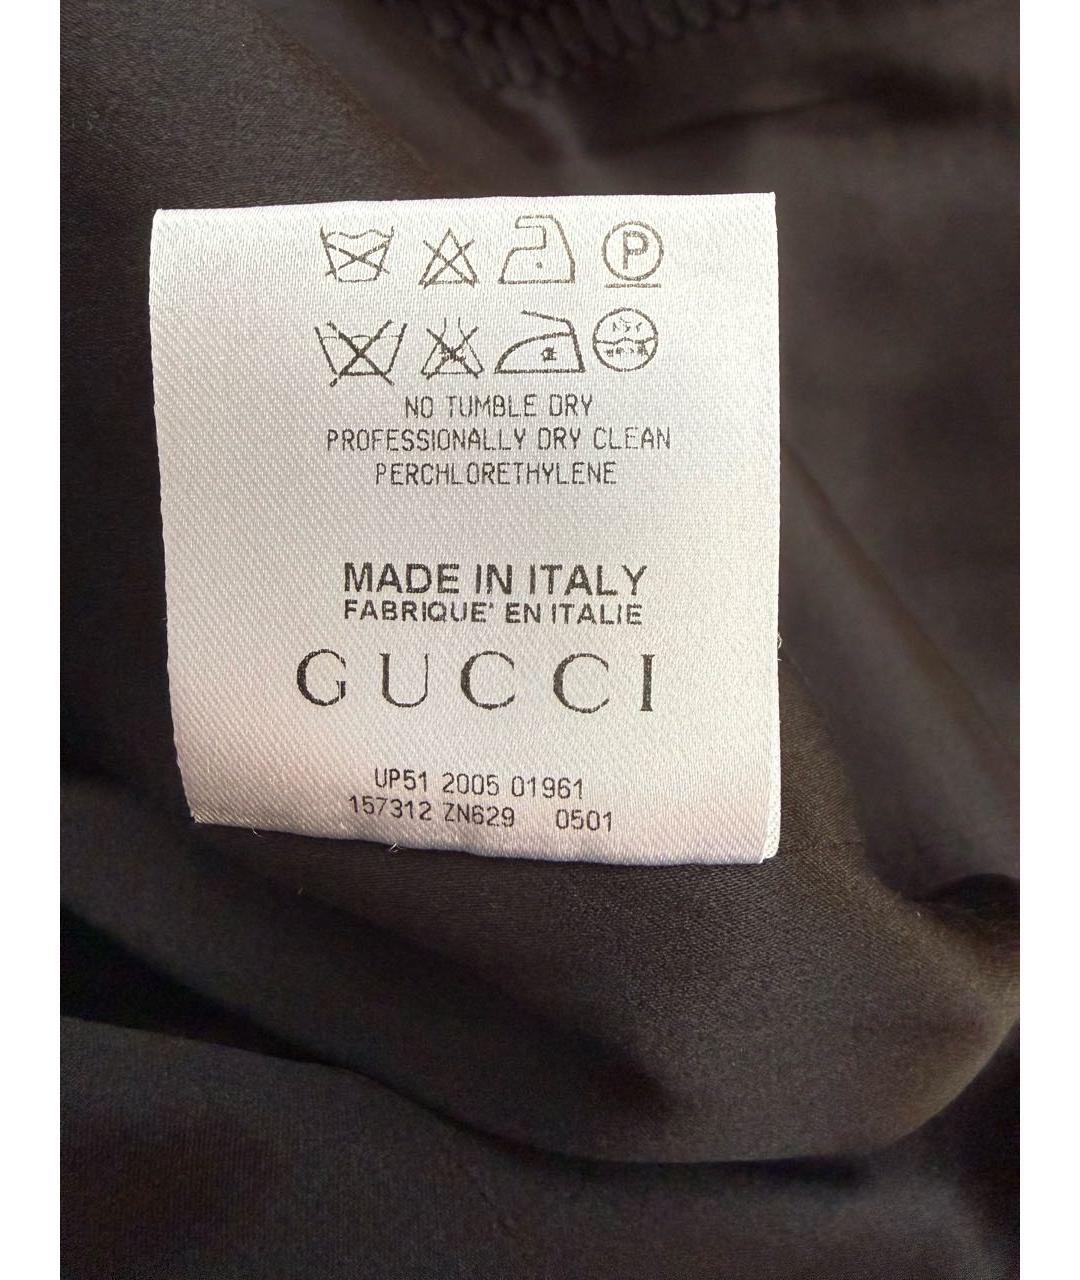 P
NO TUMBLE DRY
PROFESSIONALLY DRY CLEAN
PERCHLORETHYLENE
MADE IN ITALY
FABRIQUE' EN ITALIE
GUCCI
UP51 2005 01961
157312 ZN629 0501